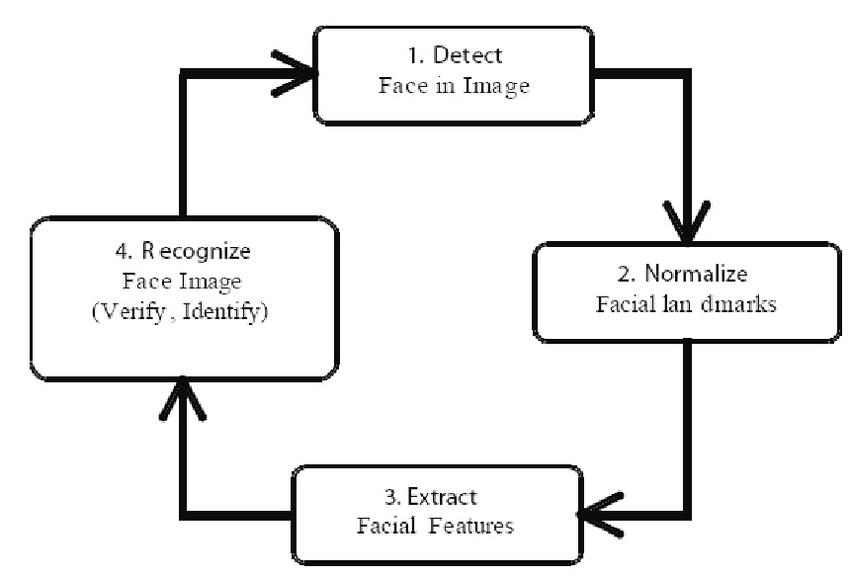 1. Detect
Face in Image
2. Normalize
Facial lan dmarks
3. Extract
Facial Features
4. R ecognize
Face Image
(Verify , Identify)